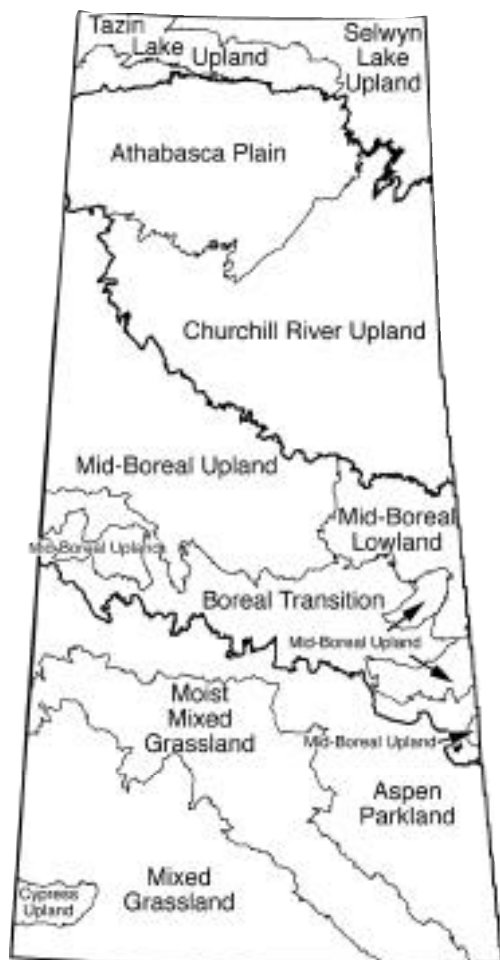 Tazin
Lake
Upland
Selwyn
Lake
Upland
Athabasca Plain
Churchill River Upland
Mid-Boreal Upland
Mid-Boreal
Lowland
Mid-Boreal Upland
Boreal Transition
Mid-Boreal Upland
Moist
Mixed
Grassland
Mid-Boreal Upland
Aspen
Parkland
Mixed
Grassland
Cypress
Upland